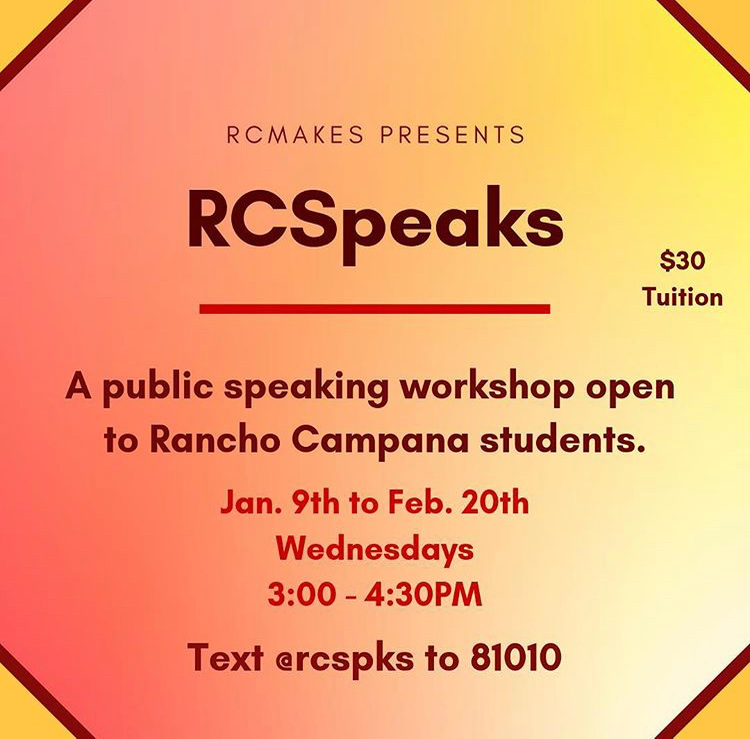 RCMAKES PRESENTS
RCSpeaks
$30
Tuition
A public speaking workshop open
to Rancho Campana students.
Jan. 9th to Feb. 20th
Wednesdays
3:00 - 4:30PM
Text @rcspks to 81010